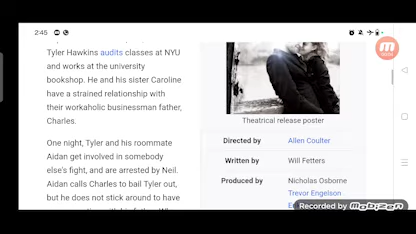 2:45
Tyler Hawkins audits classes at NYU
and works at the university
bookshop. He and his sister Caroline
have a strained relationship with
their workaholic businessman father,
Charles.
One night, Tyler and his roommate
Aidan get involved in somebody
else's fight, and are arrested by Neil.
Aidan calls Charles to bail Tyler out,
but he does not stick around to have
Theatrical release poster
Directed by Allen Coulter
Written by Will Fetters
Produced by Nicholas Osborne
Trevor Engelson
Recorded by Mobizen